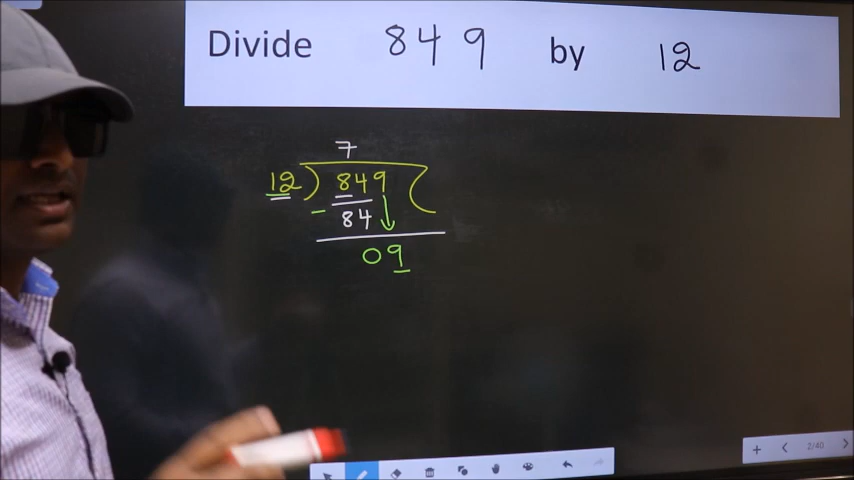 Divide 849 by 12
7
12 ) 849 (
- 84 ↓
09
2/40